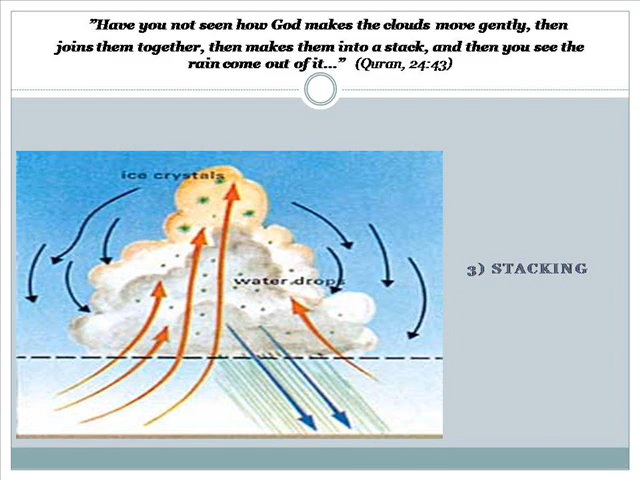 ”Have you not seen how God makes the clouds move gently, then
joins them together, then makes them into a stack, and then you see the
rain come out of it...” (Quran, 24:43)
ice crystals
water drops
3) STACKING